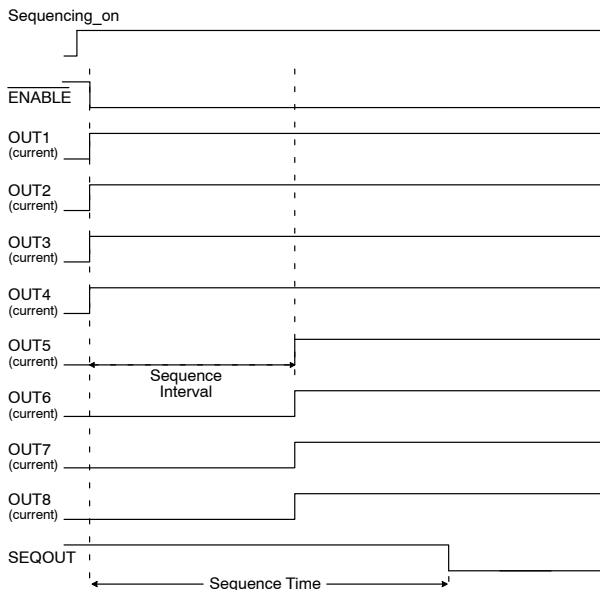 Sequencing_on
ENABLE
OUT1
(current)
OUT2
(current)
OUT3
(current)
OUT4
(current)
OUT5
(current)
Sequence
Interval
OUT6
(current)
OUT7
(current)
OUT8
(current)
SEQOUT
Sequence Time